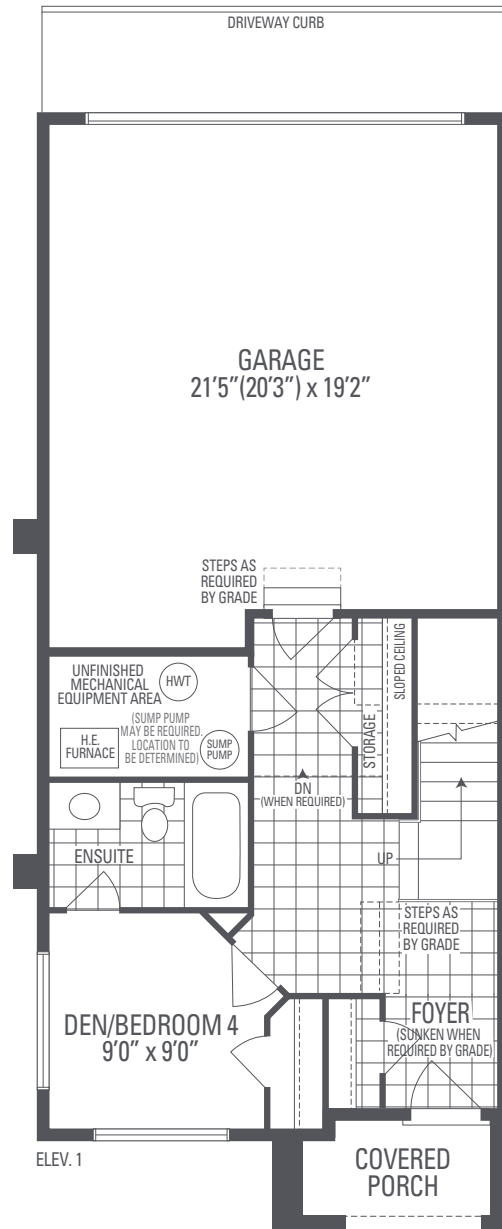 DRIVEWAY CURB
GARAGE
21'5"(20'3") x 19'2"
STEPS AS
REQUIRED
BY GRADE
UNFINISHED
MECHANICAL
EQUIPMENT AREA
HWT
(SUMP PUMP
MAY BE REQUIRED.
LOCATION TO
BE DETERMINED)
H.E.
FURNACE
SUMP
PUMP
SLOPED CEILING
STORAGE
DN
(WHEN REQUIRED)
ENSUITE
UP
STEPS AS
REQUIRED
BY GRADE
DEN/BEDROOM 4
9'0" x 9'0"
FOYER
(SUNKEN WHEN
REQUIRED BY GRADE)
ELEV. 1
COVERED
PORCH